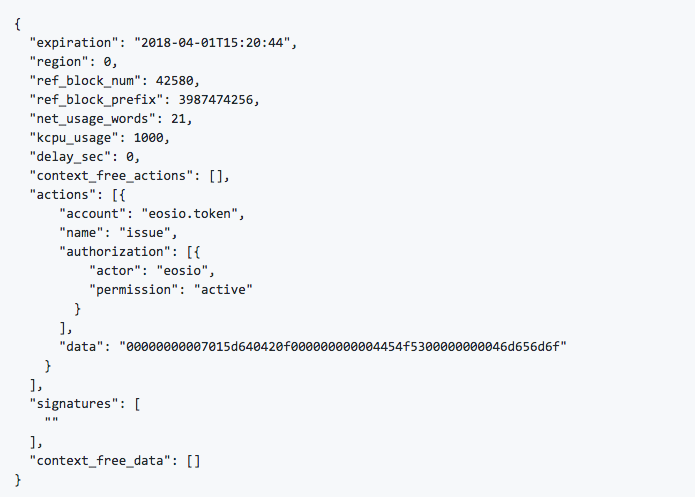 {
  "expiration": "2018-04-01T15:20:44",
  "region": 0,
  "ref_block_num": 42580,
  "ref_block_prefix": 3987474256,
  "net_usage_words": 21,
  "kcpu_usage": 1000,
  "delay_sec": 0,
  "context_free_actions": [],
  "actions": [{
      "account": "eosio.token",
      "name": "issue",
      "authorization": [{
          "actor": "eosio",
          "permission": "active"
        }
      ],
      "data": "00000000007015d640420f000000000004454f5300000000046d656d6f"
    }
  ],
  "signatures": [
    ""
  ],
  "context_free_data": []
}